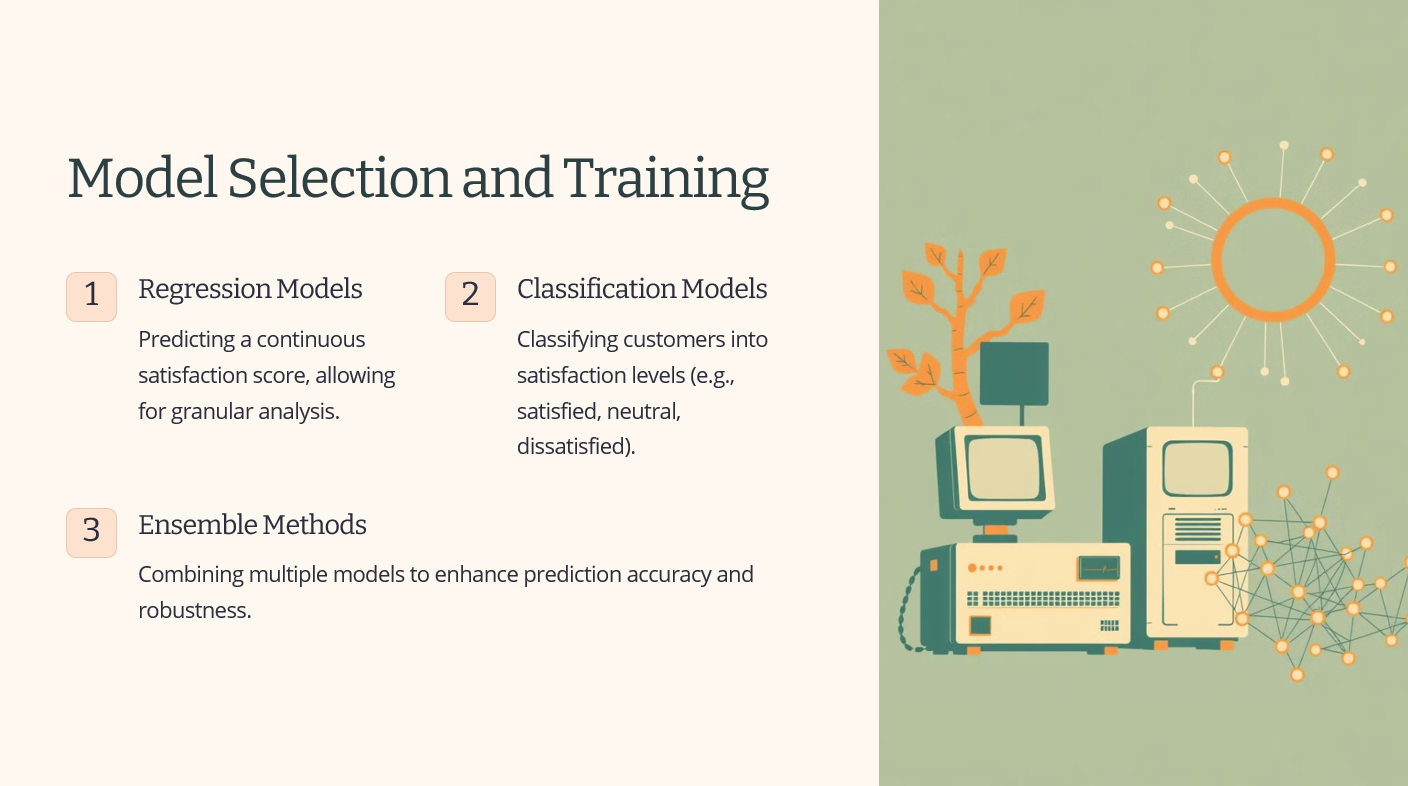 Model Selection and Training
1
Regression Models
Predicting a continuous
satisfaction score, allowing
for granular analysis.
2
Classification Models
Classifying customers into
satisfaction levels (e.g.,
satisfied, neutral,
dissatisfied).
3
Ensemble Methods
Combining multiple models to enhance prediction accuracy and
robustness.